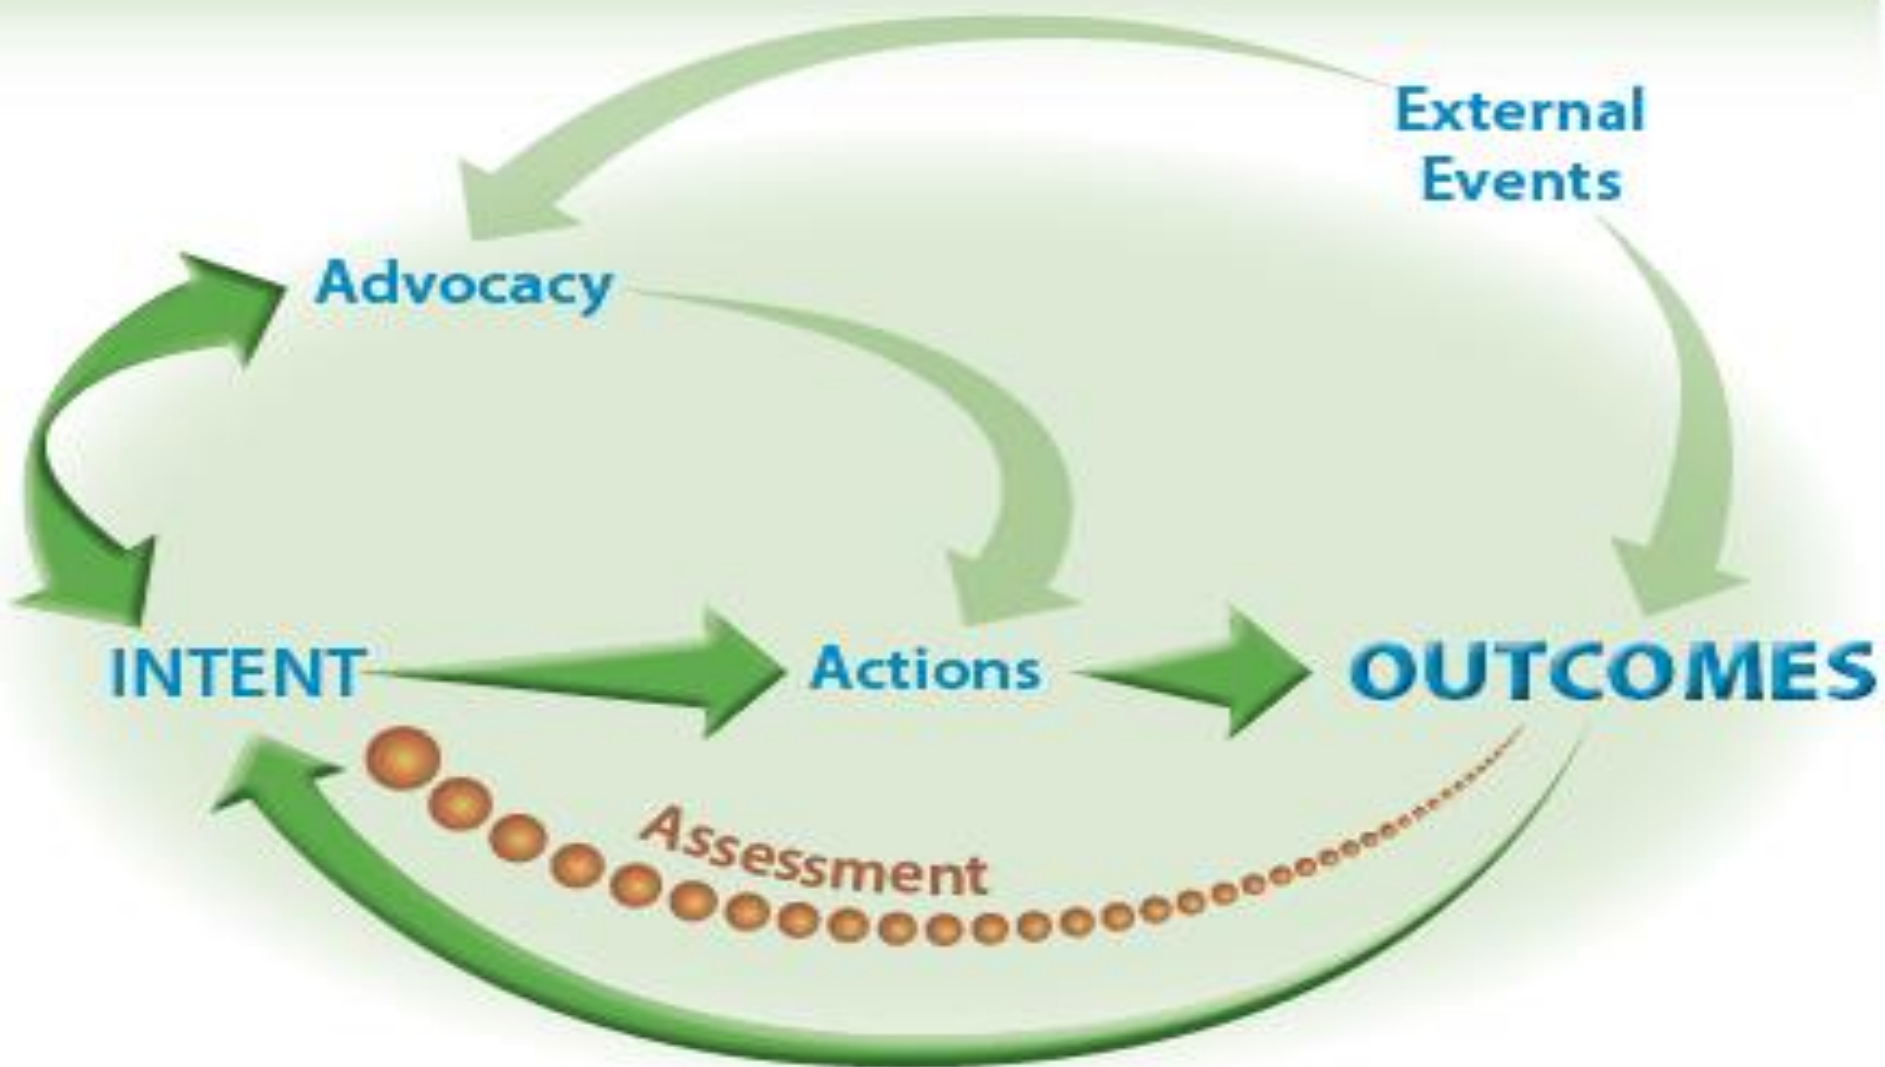 External
Events
Advocacy
INTENT
Actions
OUTCOMES
Assessment